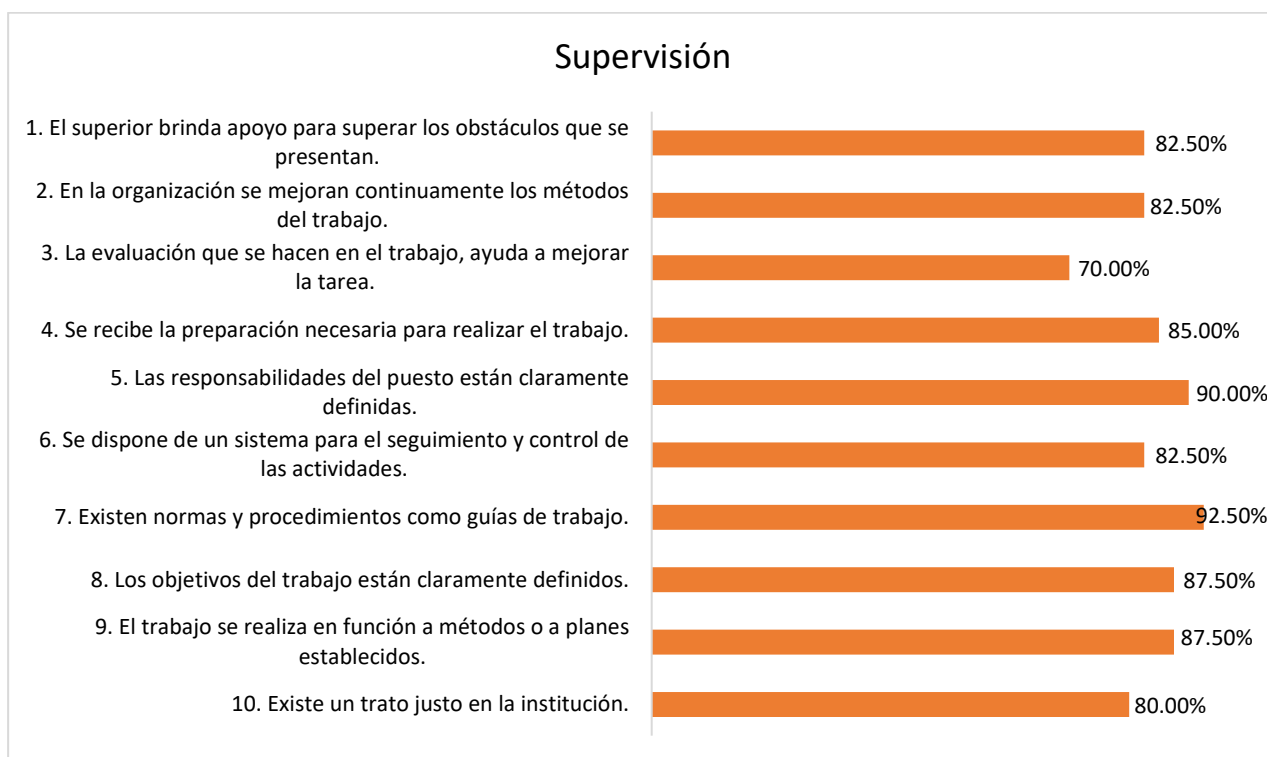 Supervisión
1. El superior brinda apoyo para superar los obstáculos que se
presentan.
82.50%
2. En la organización se mejoran continuamente los métodos
del trabajo.
82.50%
3. La evaluación que se hacen en el trabajo, ayuda a mejorar
la tarea.
70.00%
4. Se recibe la preparación necesaria para realizar el trabajo.
85.00%
5. Las responsabilidades del puesto están claramente
definidas.
90.00%
6. Se dispone de un sistema para el seguimiento y control de
las actividades.
82.50%
7. Existen normas y procedimientos como guías de trabajo.
92.50%
8. Los objetivos del trabajo están claramente definidos.
87.50%
9. El trabajo se realiza en función a métodos o a planes
establecidos.
87.50%
10. Existe un trato justo en la institución.
80.00%